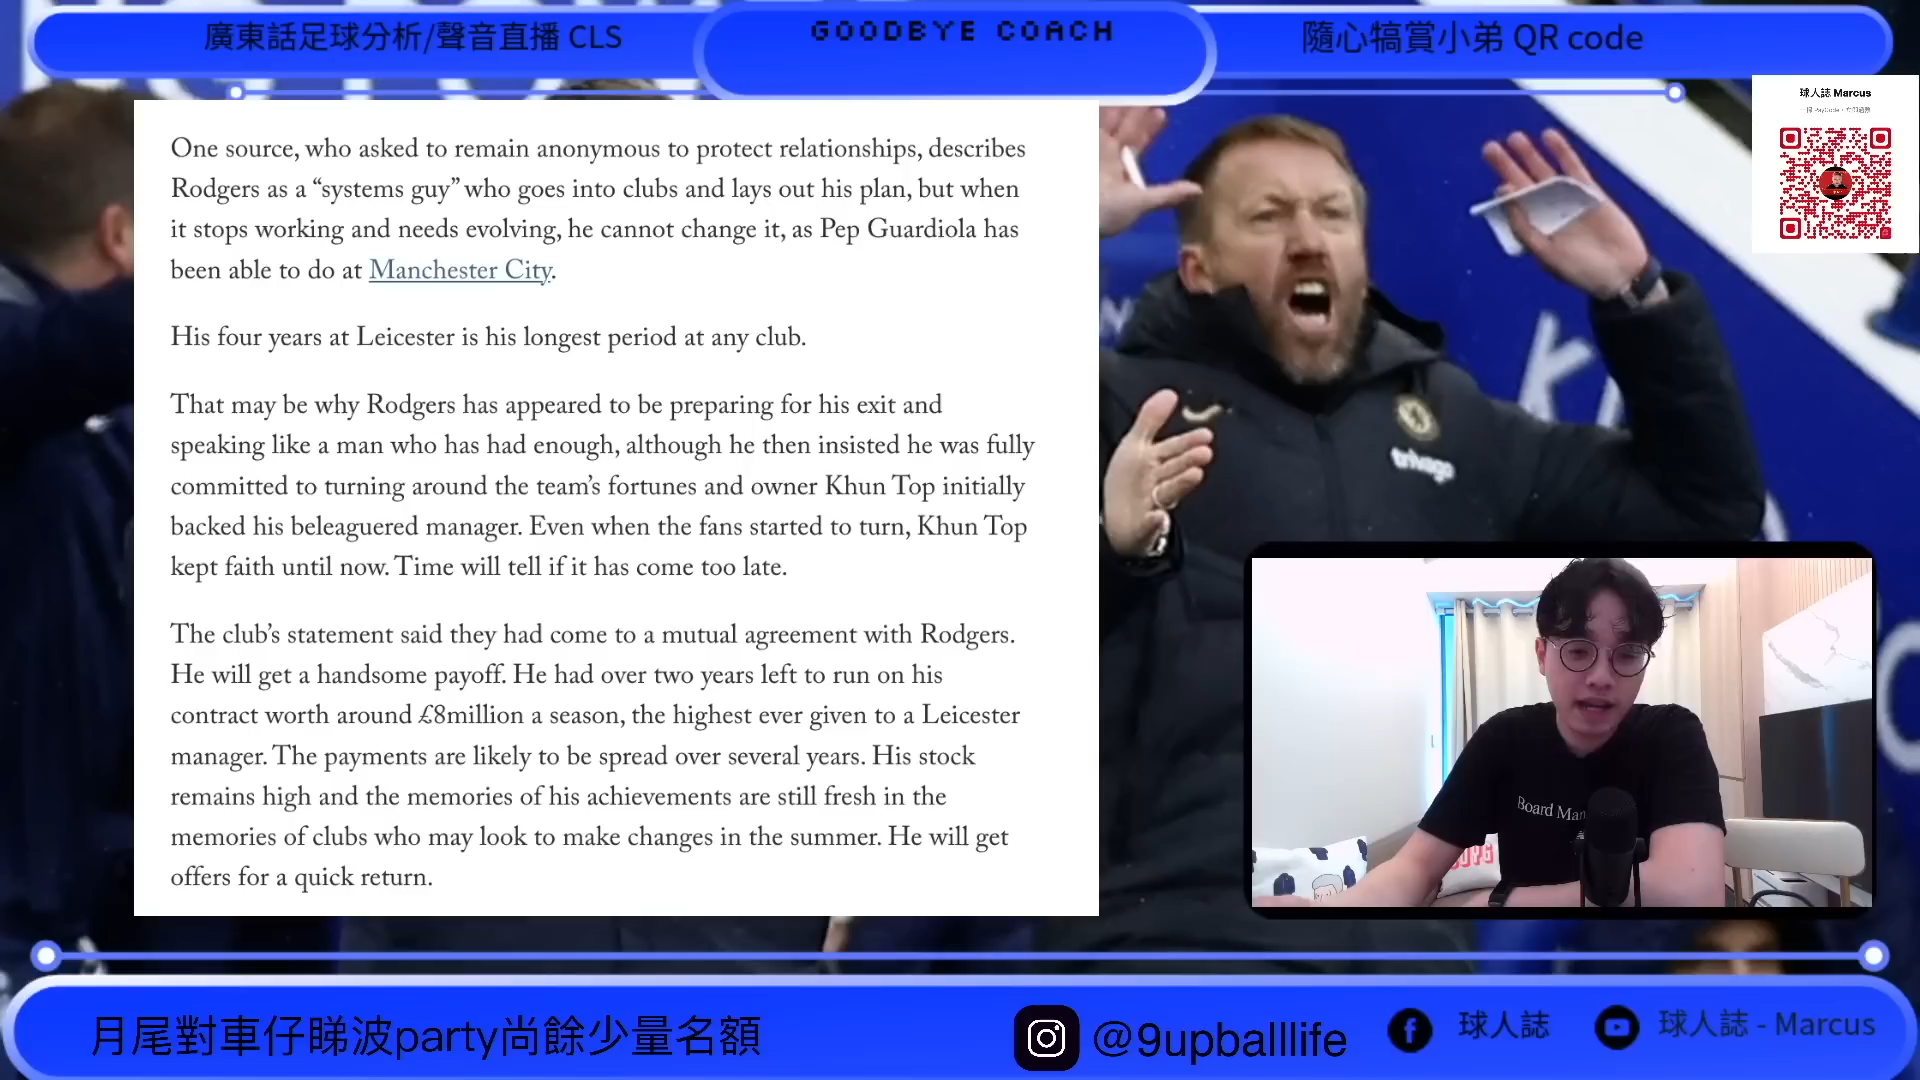 廣東話足球分析/聲音直播 CLS
GOODBYE COACH
隨心犒賞小弟 QR code
球人誌 Marcus
One source, who asked to remain anonymous to protect relationships, describes
Rodgers as a “systems guy” who goes into clubs and lays out his plan, but when
it stops working and needs evolving, he cannot change it, as Pep Guardiola has
been able to do at Manchester City.
His four years at Leicester is his longest period at any club.
That may be why Rodgers has appeared to be preparing for his exit and
speaking like a man who has had enough, although he then insisted he was fully
committed to turning around the team’s fortunes and owner Khun Top initially
backed his beleaguered manager. Even when the fans started to turn, Khun Top
kept faith until now. Time will tell if it has come too late.
The club’s statement said they had come to a mutual agreement with Rodgers.
He will get a handsome payoff. He had over two years left to run on his
contract worth around £8million a season, the highest ever given to a Leicester
manager. The payments are likely to be spread over several years. His stock
remains high and the memories of his achievements are still fresh in the
memories of clubs who may look to make changes in the summer. He will get
offers for a quick return.
trivago
Board Man
月尾對車仔睇波party尚餘少量名額
@9upballlife
球人誌
球人誌 - Marcus